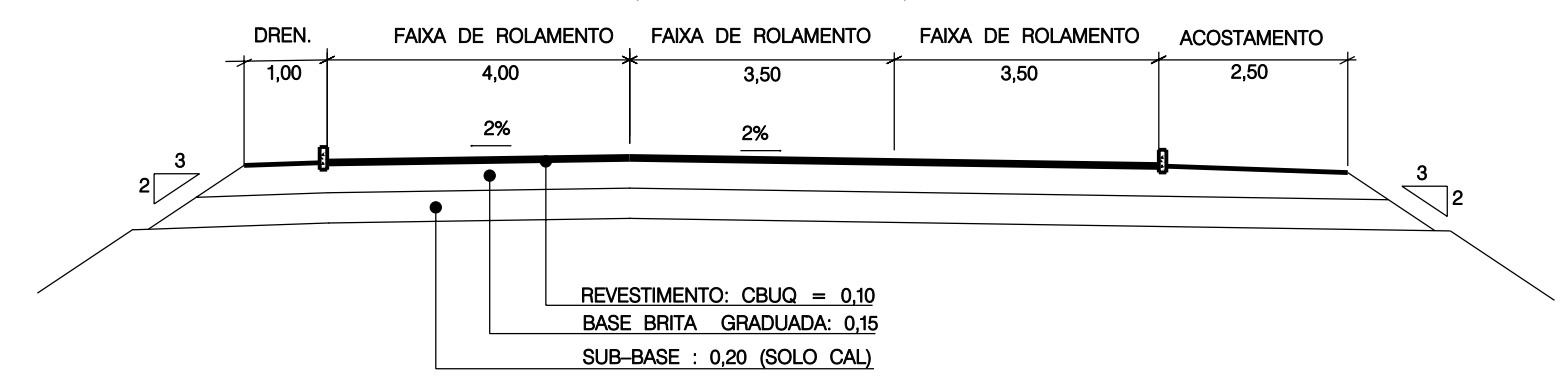 DREN. FAIXA DE ROLAMENTO FAIXA DE ROLAMENTO FAIXA DE ROLAMENTO ACOSTAMENTO
1,00 4,00 3,50 3,50 2,50
2% 2%
3 3
2 2
REVESTIMENTO: CBUQ = 0,10
BASE BRITA GRADUADA: 0,15
SUB-BASE : 0,20 (SOLO CAL)